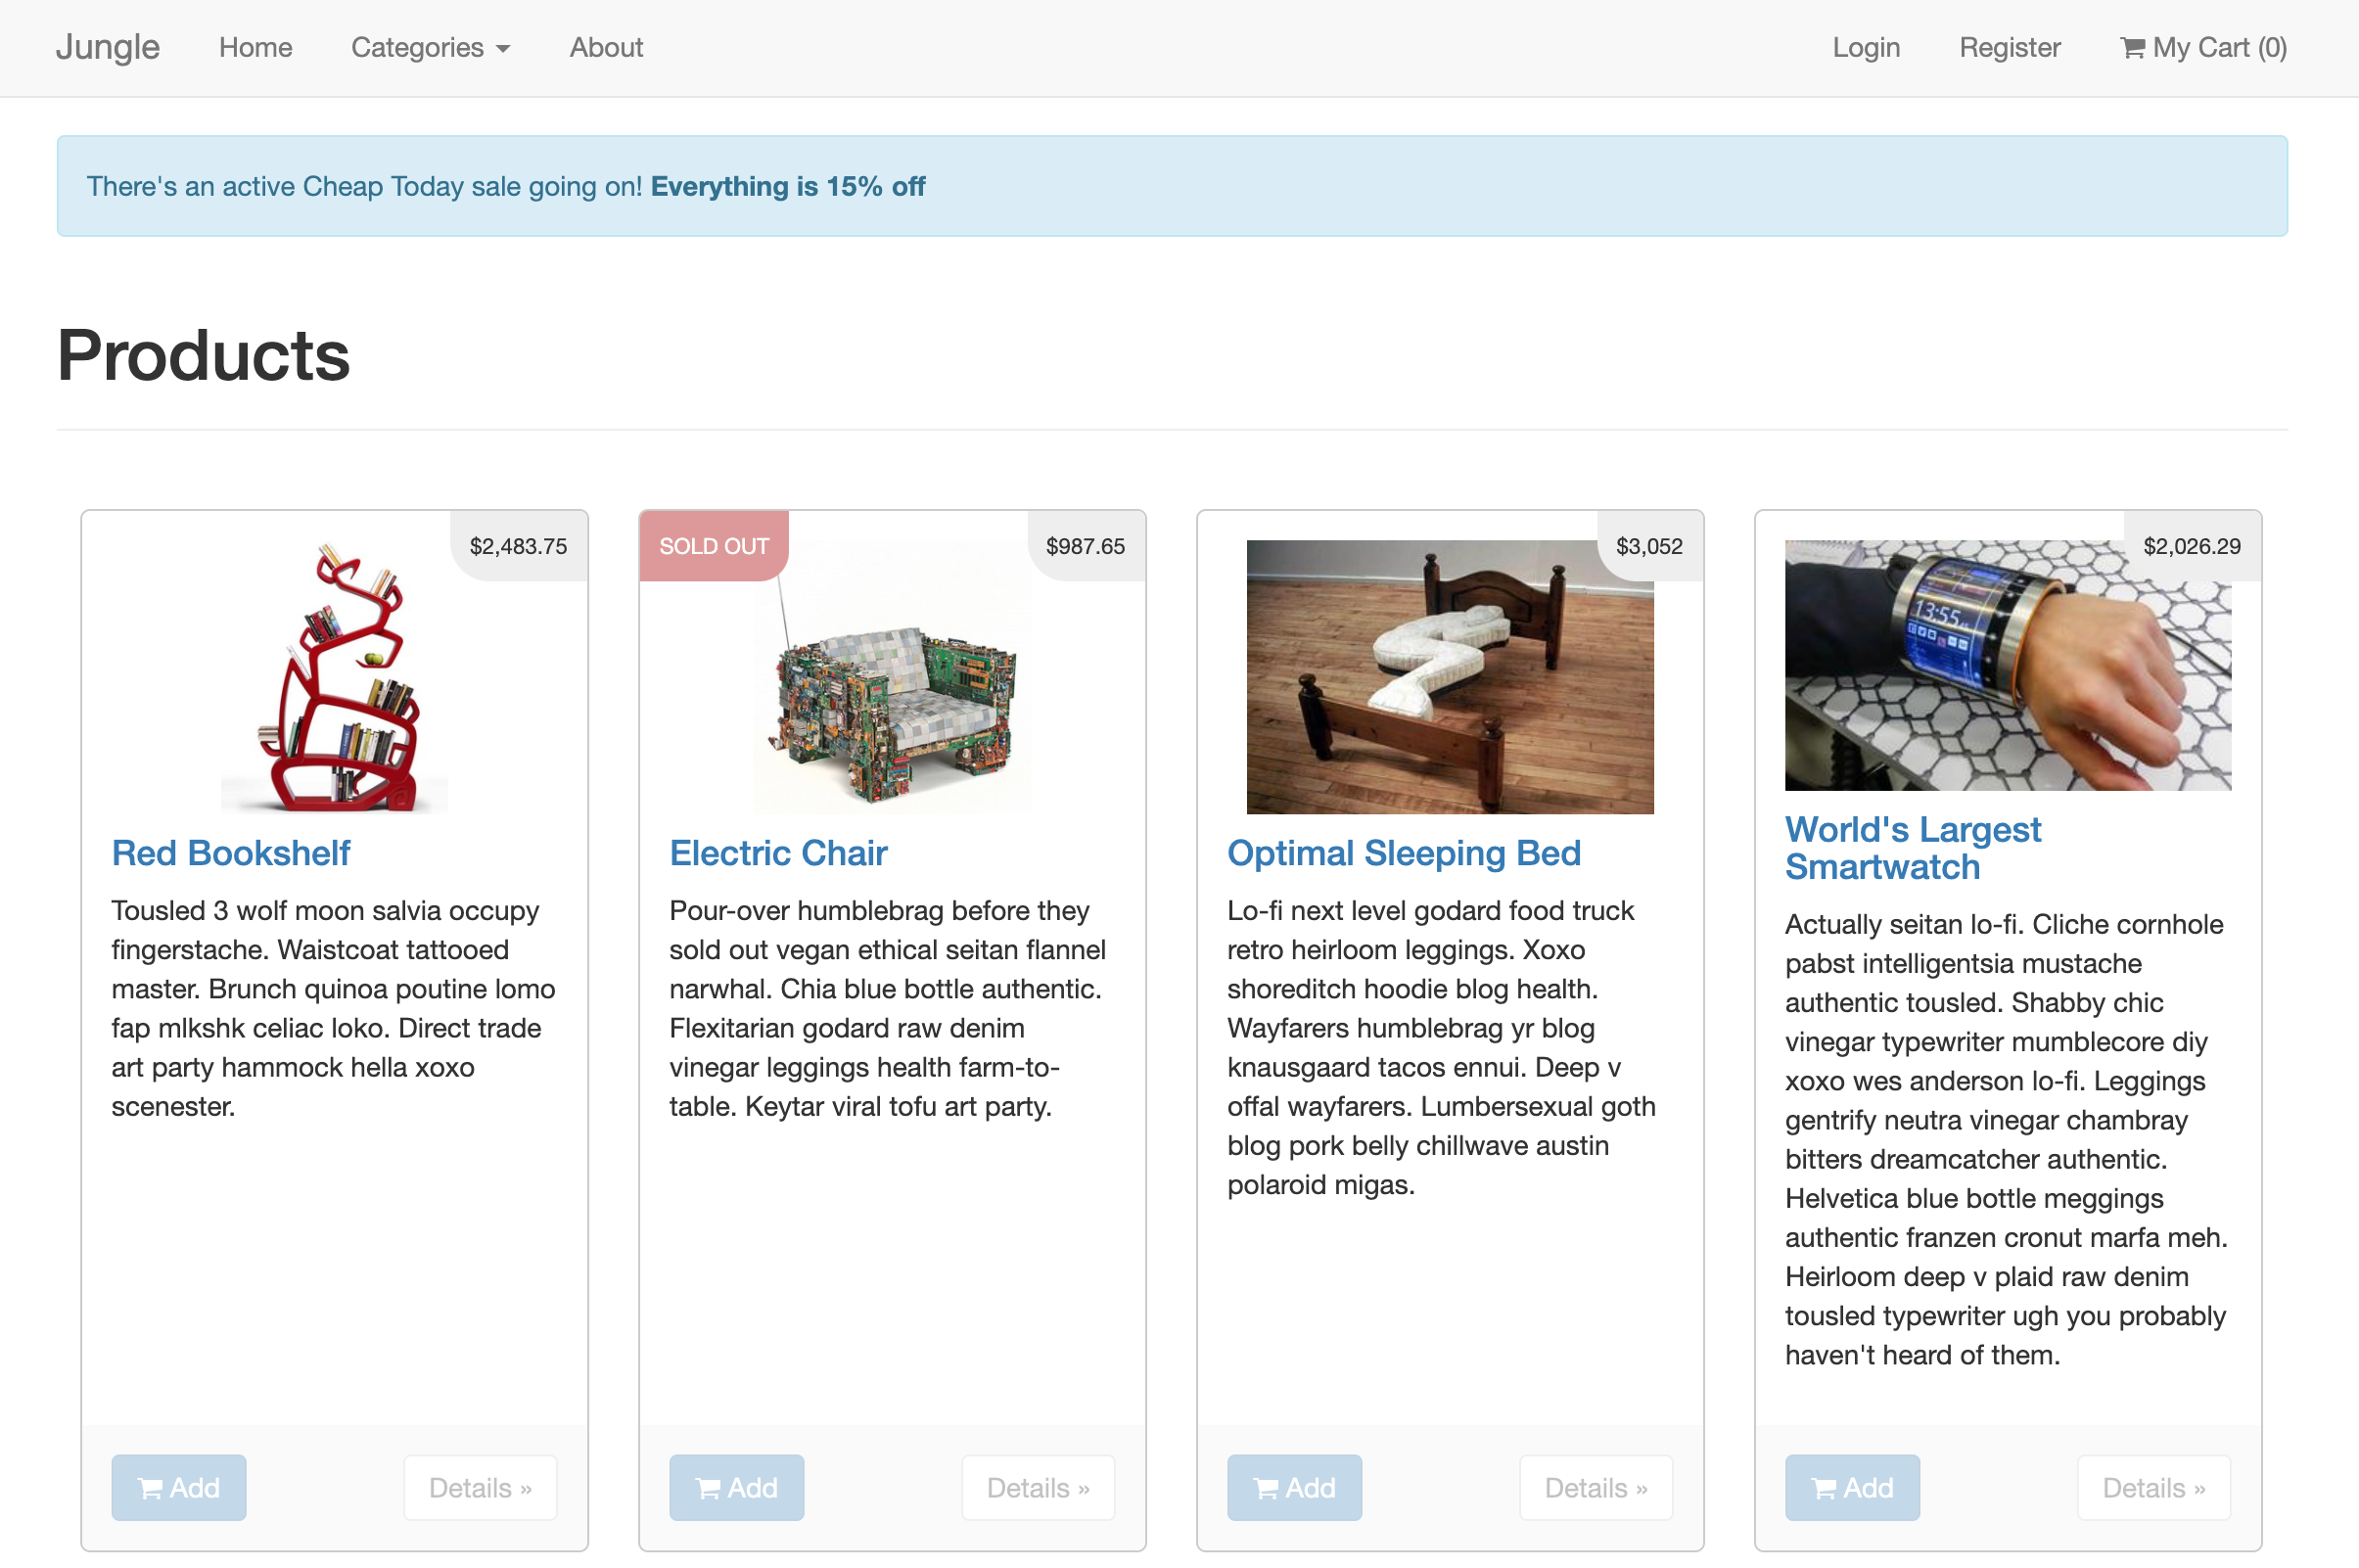 Jungle Home Categories About Login Register My Cart (0)
There's an active Cheap Today sale going on! Everything is 15% off
Products
$2,483.75
Red Bookshelf
Tousled 3 wolf moon salvia occupy
fingerstache. Waistcoat tattooed
master. Brunch quinoa poutine lomo
fap mlkshk celiac loko. Direct trade
art party hammock hella xoxo
scenester.
Add Details »
SOLD OUT $987.65
Electric Chair
Pour-over humblebrag before they
sold out vegan ethical seitan flannel
narwhal. Chia blue bottle authentic.
Flexitarian godard raw denim
vinegar leggings health farm-to-
table. Keytar viral tofu art party.
Add Details »
$3,052
Optimal Sleeping Bed
Lo-fi next level godard food truck
retro heirloom leggings. Xoxo
shoreditch hoodie blog health.
Wayfarers humblebrag yr blog
knausgaard tacos ennui. Deep v
offal wayfarers. Lumbersexual goth
blog pork belly chillwave austin
polaroid migas.
Add Details »
$2,026.29
13:55
World's Largest
Smartwatch
Actually seitan lo-fi. Cliche cornhole
pabst intelligentsia mustache
authentic tousled. Shabby chic
vinegar typewriter mumblecore diy
xoxo wes anderson lo-fi. Leggings
gentrify neutra vinegar chambray
bitters dreamcatcher authentic.
Helvetica blue bottle meggings
authentic franzen cronut marfa meh.
Heirloom deep v plaid raw denim
tousled typewriter ugh you probably
haven't heard of them.
Add Details »